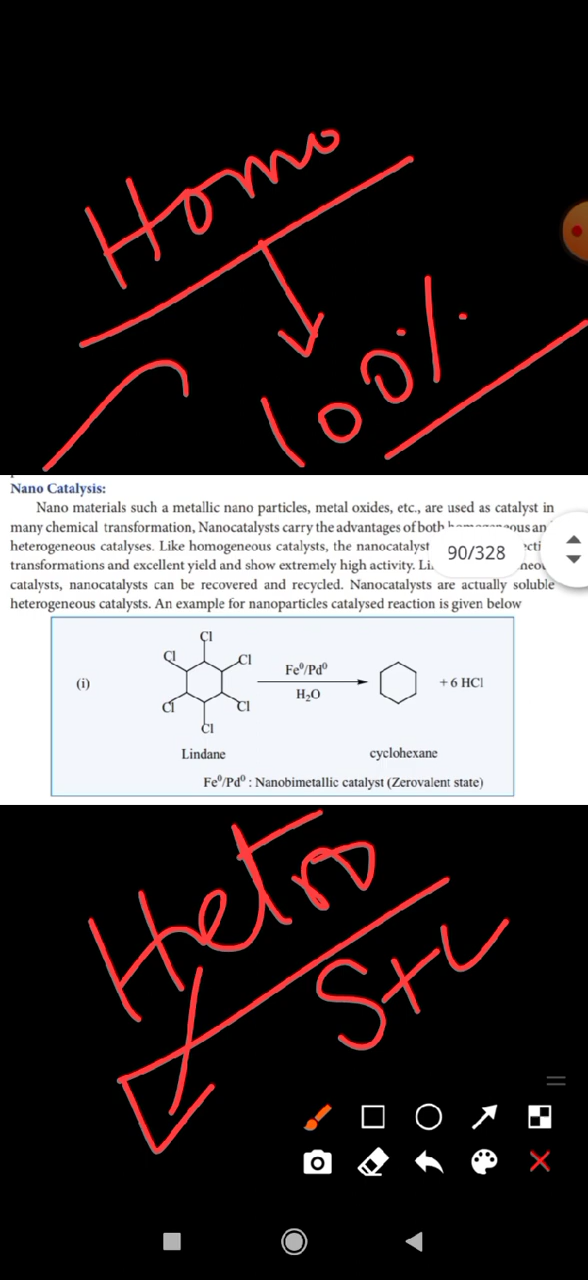 Homo
100%
Nano Catalysis:
Nano materials such a metallic nano particles, metal oxides, etc., are used as catalyst in
many chemical transformation, Nanocatalysts carry the advantages of both
heterogeneous catalyses. Like homogeneous catalysts, the nanocatalyst
90/328
transformations and excellent yield and show extremely high activity.
catalysts, nanocatalysts can be recovered and recycled. Nanocatalysts are actually soluble
heterogeneous catalysts. An example for nanoparticles catalysed reaction is given below
Cl
Cl Cl
(i) Fe⁰/Pd⁰ + 6 HCl
H₂O
Cl Cl
Cl
Lindane cyclohexane
Fe⁰/Pd⁰ : Nanobimetallic catalyst (Zerovalent state)
Hetro